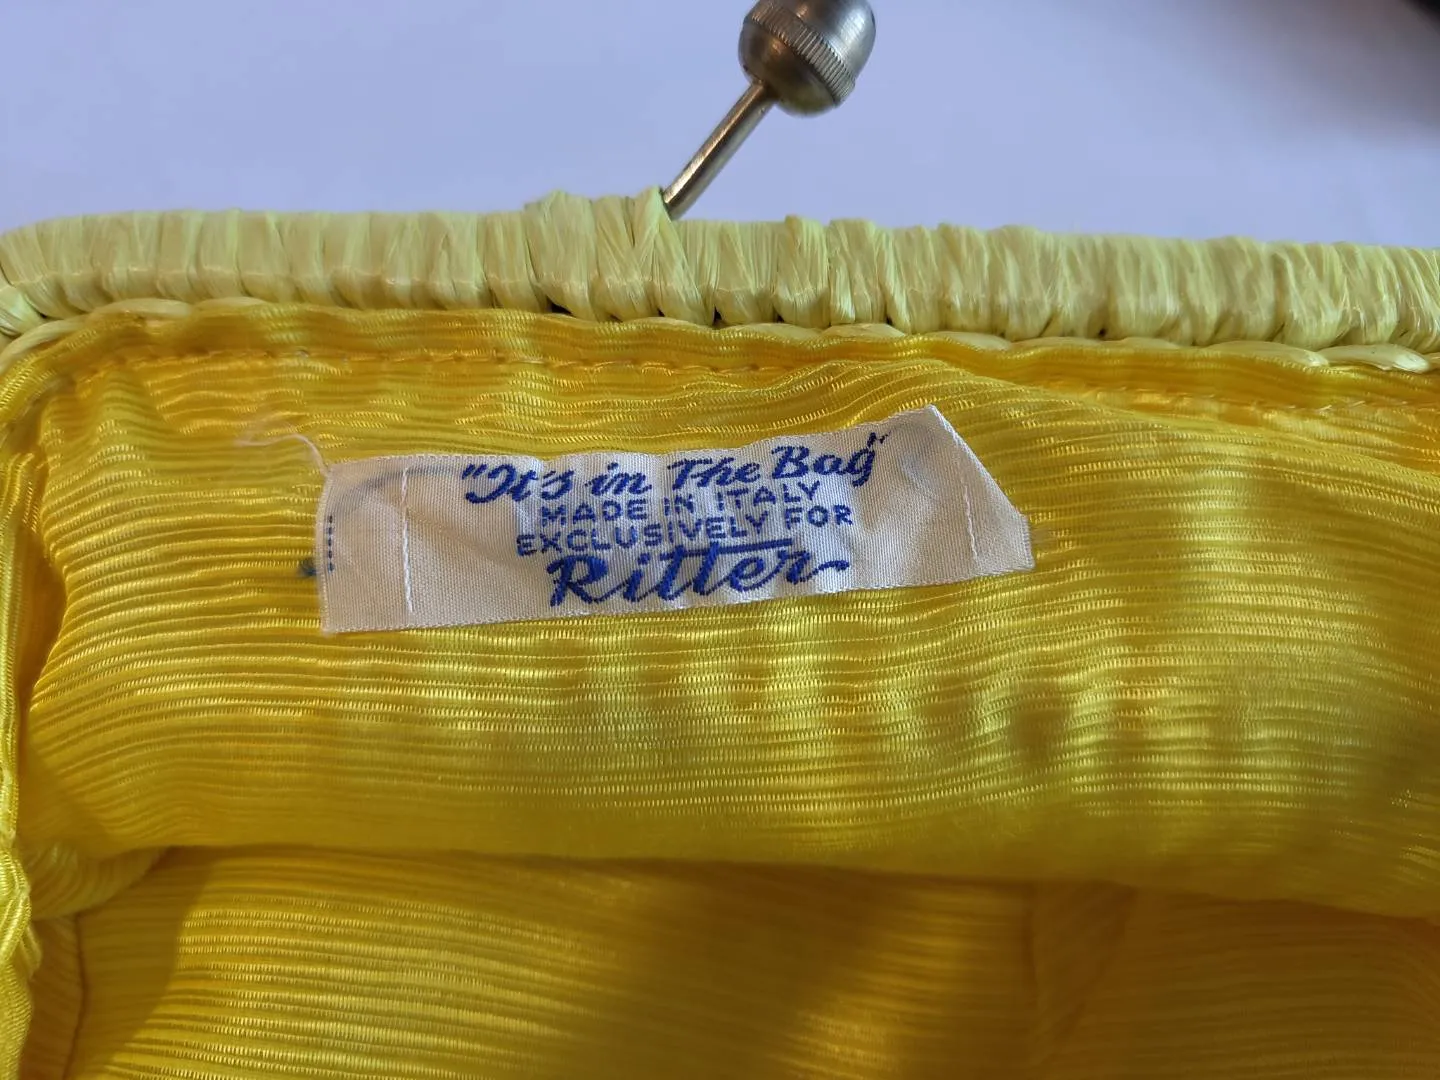 "It's in The Bag"
MADE IN ITALY
EXCLUSIVELY FOR
Ritter